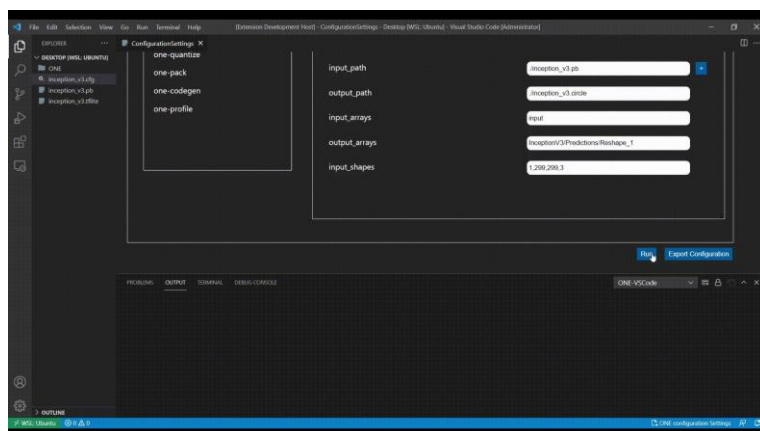 File Edit Selection View Go Run Terminal Help
[Extension Development Host] - ConfigurationSettings - Desktop [WSL: Ubuntu] - Visual Studio Code [Administrator]
EXPLORER ...
ConfigurationSettings ×
DESKTOP [WSL: UBUNTU]
ONE
inception_v3.cfg
inception_v3.pb
inception_v3.tflite
one-quantize
one-pack
one-codegen
one-profile
input_path
./inception_v3.pb
+
output_path
./inception_v3.circle
input_arrays
input
output_arrays
InceptionV3/Predictions/Reshape_1
input_shapes
1,299,299,3
Run
Export Configuration
PROBLEMS OUTPUT TERMINAL DEBUG CONSOLE
ONE-VSCode
OUTLINE
WSL: Ubuntu 0 0
ONE configuration Settings